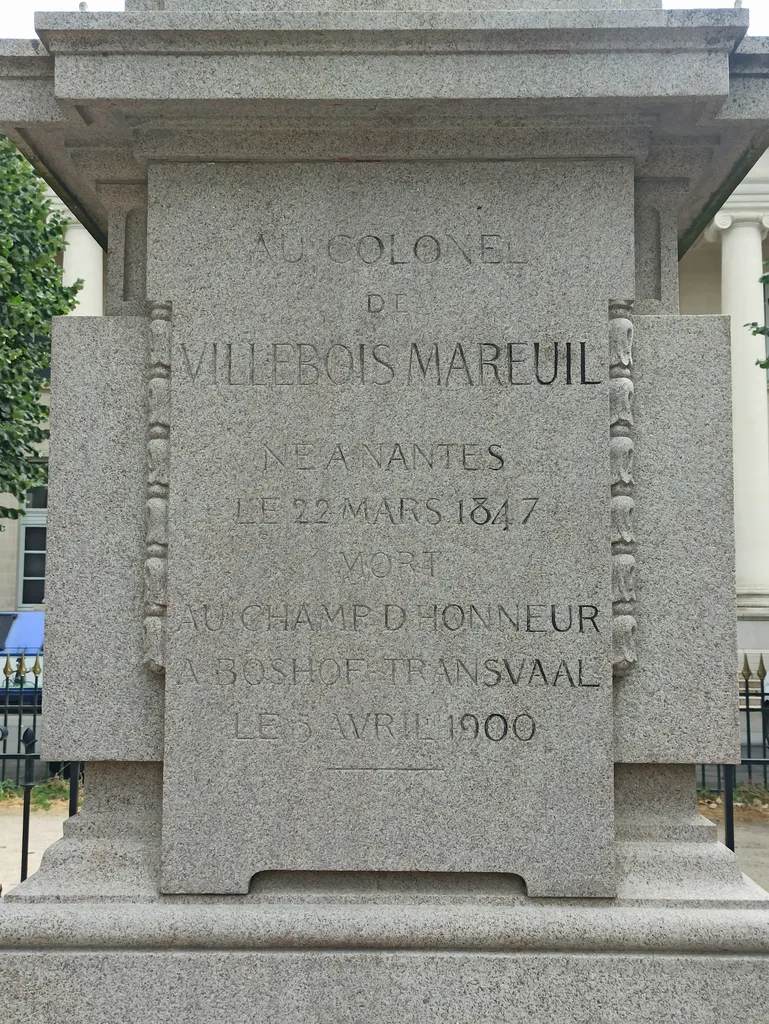 AU COLONEL
DE
VILLEBOIS MAREUIL
NE A NANTES
LE 22 MARS 1847
MORT
AU CHAMP D HONNEUR
A BOSHOF TRANSVAAL
LE 5 AVRIL 1900